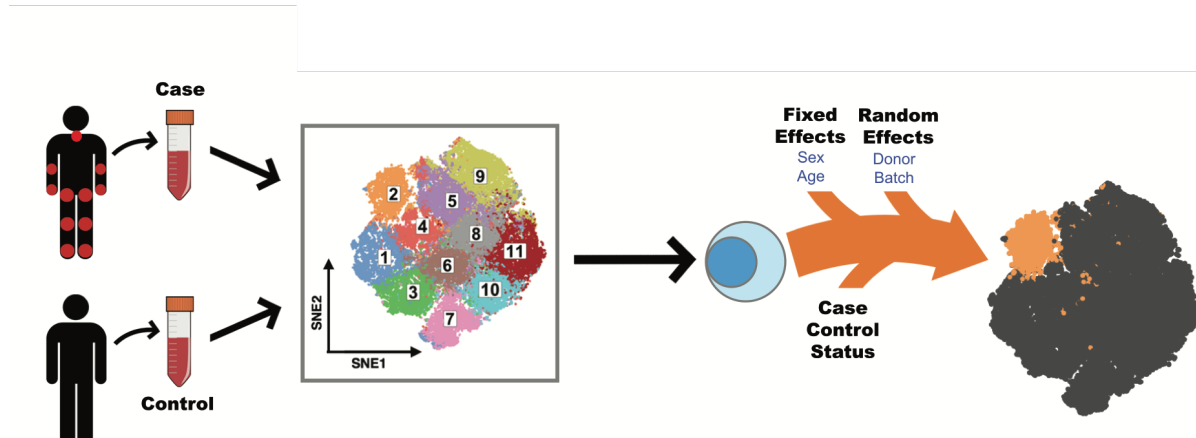 Case
Control
2
9
5
4
8
11
1
6
3
10
7
SNE2
SNE1
Fixed
Effects
Sex
Age
Random
Effects
Donor
Batch
Case
Control
Status